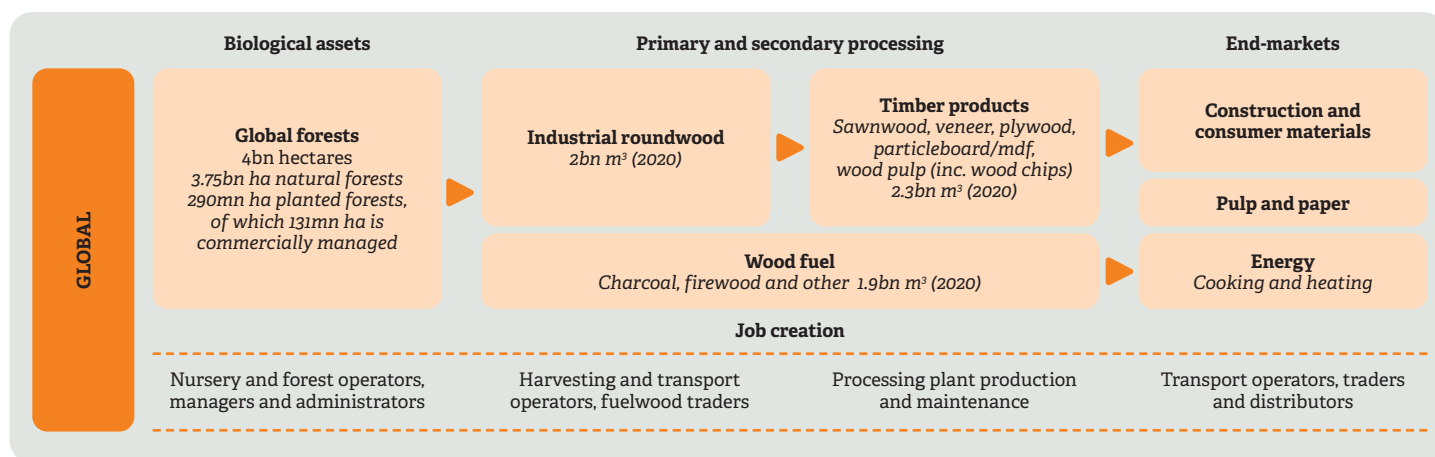 Biological assets
Primary and secondary processing
End-markets
GLOBAL
Global forests
4bn hectares
3.75bn ha natural forests
290mn ha planted forests,
of which 131mn ha is
commercially managed
Industrial roundwood
2bn m³ (2020)
Timber products
Sawnwood, veneer, plywood,
particleboard/mdf,
wood pulp (inc. wood chips)
2.3bn m³ (2020)
Construction and
consumer materials
Pulp and paper
Wood fuel
Charcoal, firewood and other 1.9bn m³ (2020)
Energy
Cooking and heating
Job creation
Nursery and forest operators,
managers and administrators
Harvesting and transport
operators, fuelwood traders
Processing plant production
and maintenance
Transport operators, traders
and distributors